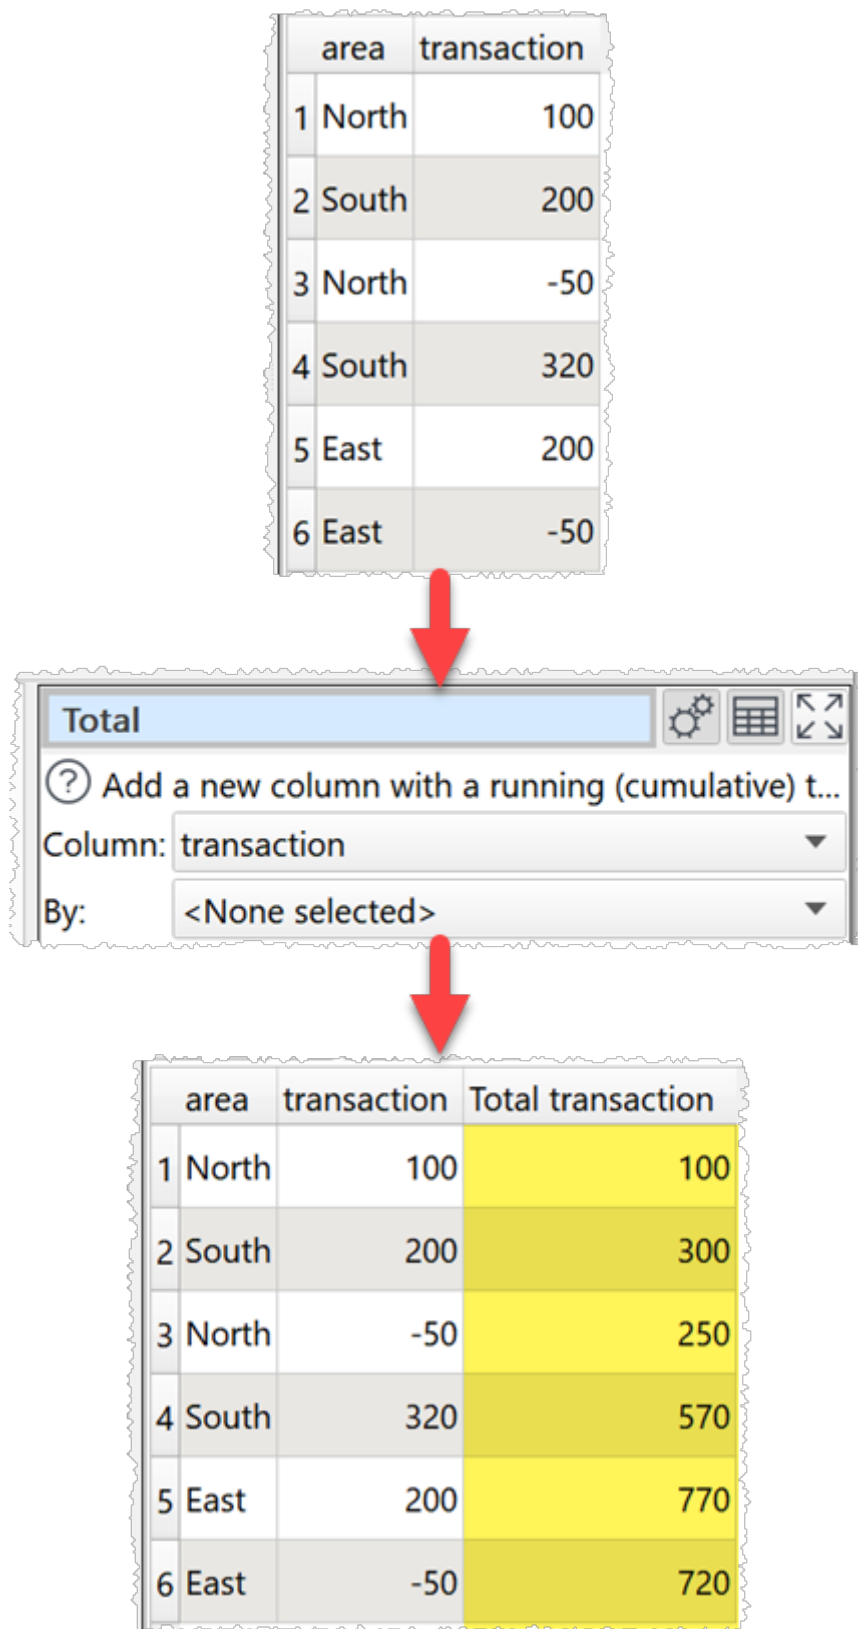 area transaction
1 North 100
2 South 200
3 North -50
4 South 320
5 East 200
6 East -50
Total
? Add a new column with a running (cumulative) t...
Column: transaction
By: <None selected>
area transaction Total transaction
1 North 100 100
2 South 200 300
3 North -50 250
4 South 320 570
5 East 200 770
6 East -50 720